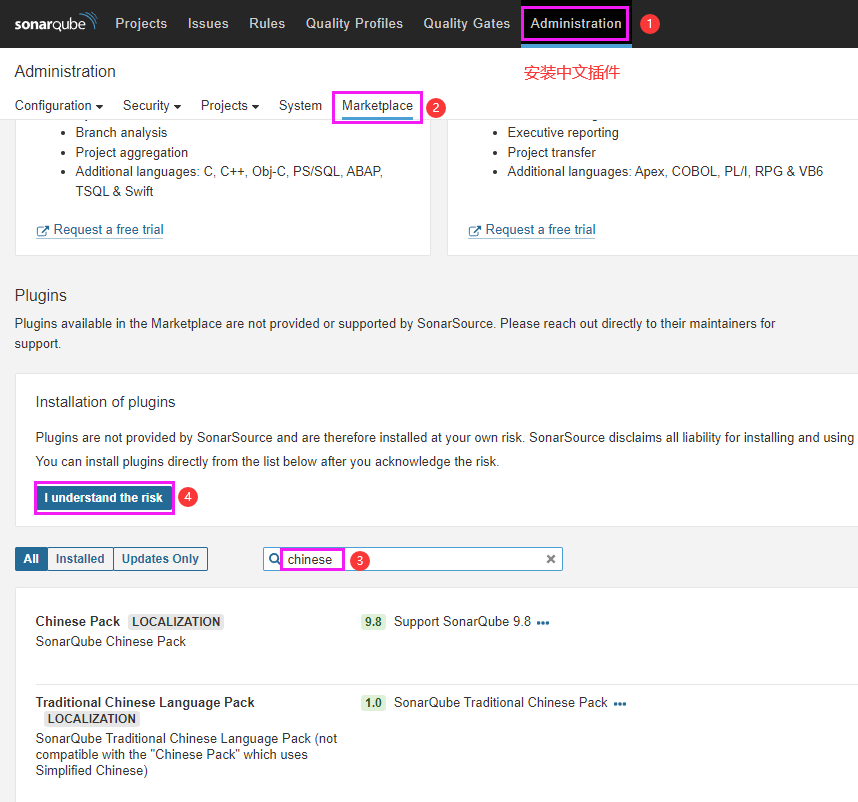 sonarqube Projects Issues Rules Quality Profiles Quality Gates Administration 1
Administration 安装中文插件
Configuration Security Projects System Marketplace 2
• Branch analysis
• Project aggregation
• Additional languages: C, C++, Obj-C, PS/SQL, ABAP,
TSQL & Swift
Request a free trial
• Executive reporting
• Project transfer
• Additional languages: Apex, COBOL, PL/I, RPG & VB6
Request a free trial
Plugins
Plugins available in the Marketplace are not provided or supported by SonarSource. Please reach out directly to their maintainers for
support.
Installation of plugins
Plugins are not provided by SonarSource and are therefore installed at your own risk. SonarSource disclaims all liability for installing and using
You can install plugins directly from the list below after you acknowledge the risk.
I understand the risk 4
All Installed Updates Only chinese 3
Chinese Pack LOCALIZATION 9.8 Support SonarQube 9.8 •••
SonarQube Chinese Pack
Traditional Chinese Language Pack 1.0 SonarQube Traditional Chinese Pack •••
LOCALIZATION
SonarQube Traditional Chinese Language Pack (not
compatible with the "Chinese Pack" which uses
Simplified Chinese)